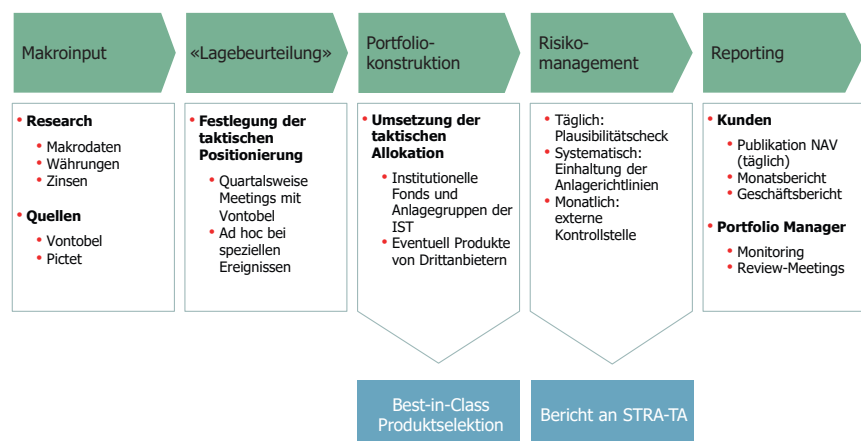 Makroinput
«Lagebeurteilung»
Portfolio-
konstruktion
Risiko-
management
Reporting
• Research
• Makrodaten
• Währungen
• Zinsen
• Quellen
• Vontobel
• Pictet
• Festlegung der
taktischen
Positionierung
• Quartalsweise
Meetings mit
Vontobel
• Ad hoc bei
speziellen
Ereignissen
• Umsetzung der
taktischen
Allokation
• Institutionelle
Fonds und
Anlagegruppen der
IST
• Eventuell Produkte
von Drittanbietern
• Täglich:
Plausibilitätscheck
• Systematisch:
Einhaltung der
Anlagerichtlinien
• Monatlich:
externe
Kontrollstelle
• Kunden
• Publikation NAV
(täglich)
• Monatsbericht
• Geschäftsbericht
• Portfolio Manager
• Monitoring
• Review-Meetings
Best-in-Class
Produktselektion
Bericht an STRA-TA